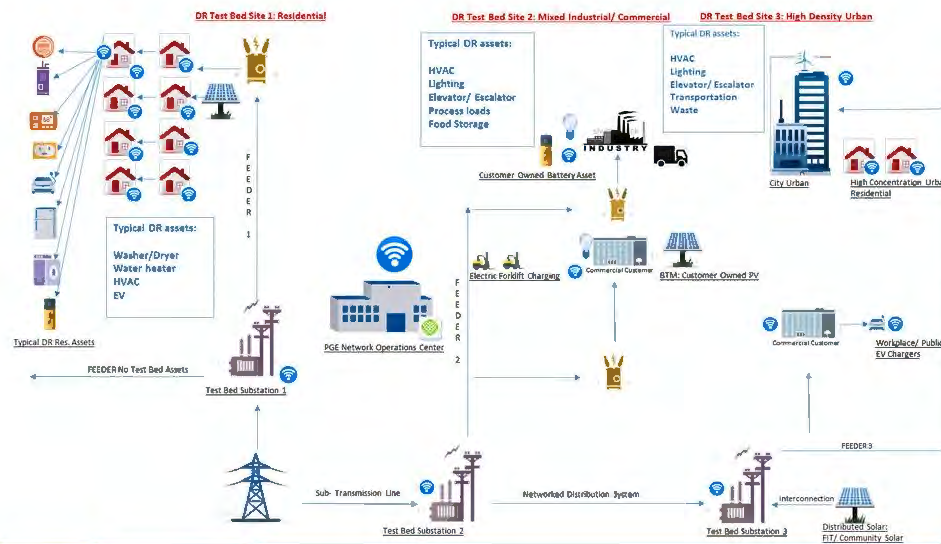 DR Test Bed Site 1: Residential
DR Test Bed Site 2: Mixed Industrial/ Commercial
DR Test Bed Site 3: High Density Urban
Typical DR assets:
HVAC
Lighting
Elevator/ Escalator
Process loads
Food Storage
Typical DR assets:
HVAC
Lighting
Elevator/ Escalator
Transportation
Waste
INDUSTRY
Customer Owned Battery Asset
City Urban
High Concentration Urba
Residential
FEEDER 1
Typical DR assets:
Washer/Dryer
Water heater
HVAC
EV
Typical DR Res. Assets
PGE Network Operations Center
Electric Forklift Charging
FEEDER 2
Commercial Customer
BTM: Customer Owned PV
Commercial Customer
Workplace/ Public
EV Chargers
FEEDER No Test Bed Assets
Test Bed Substation 1
FEEDER 3
Sub- Transmission Line
Test Bed Substation 2
Networked Distribution System
Test Bed Substation 3
Interconnection
Distributed Solar:
FIT/ Community Solar